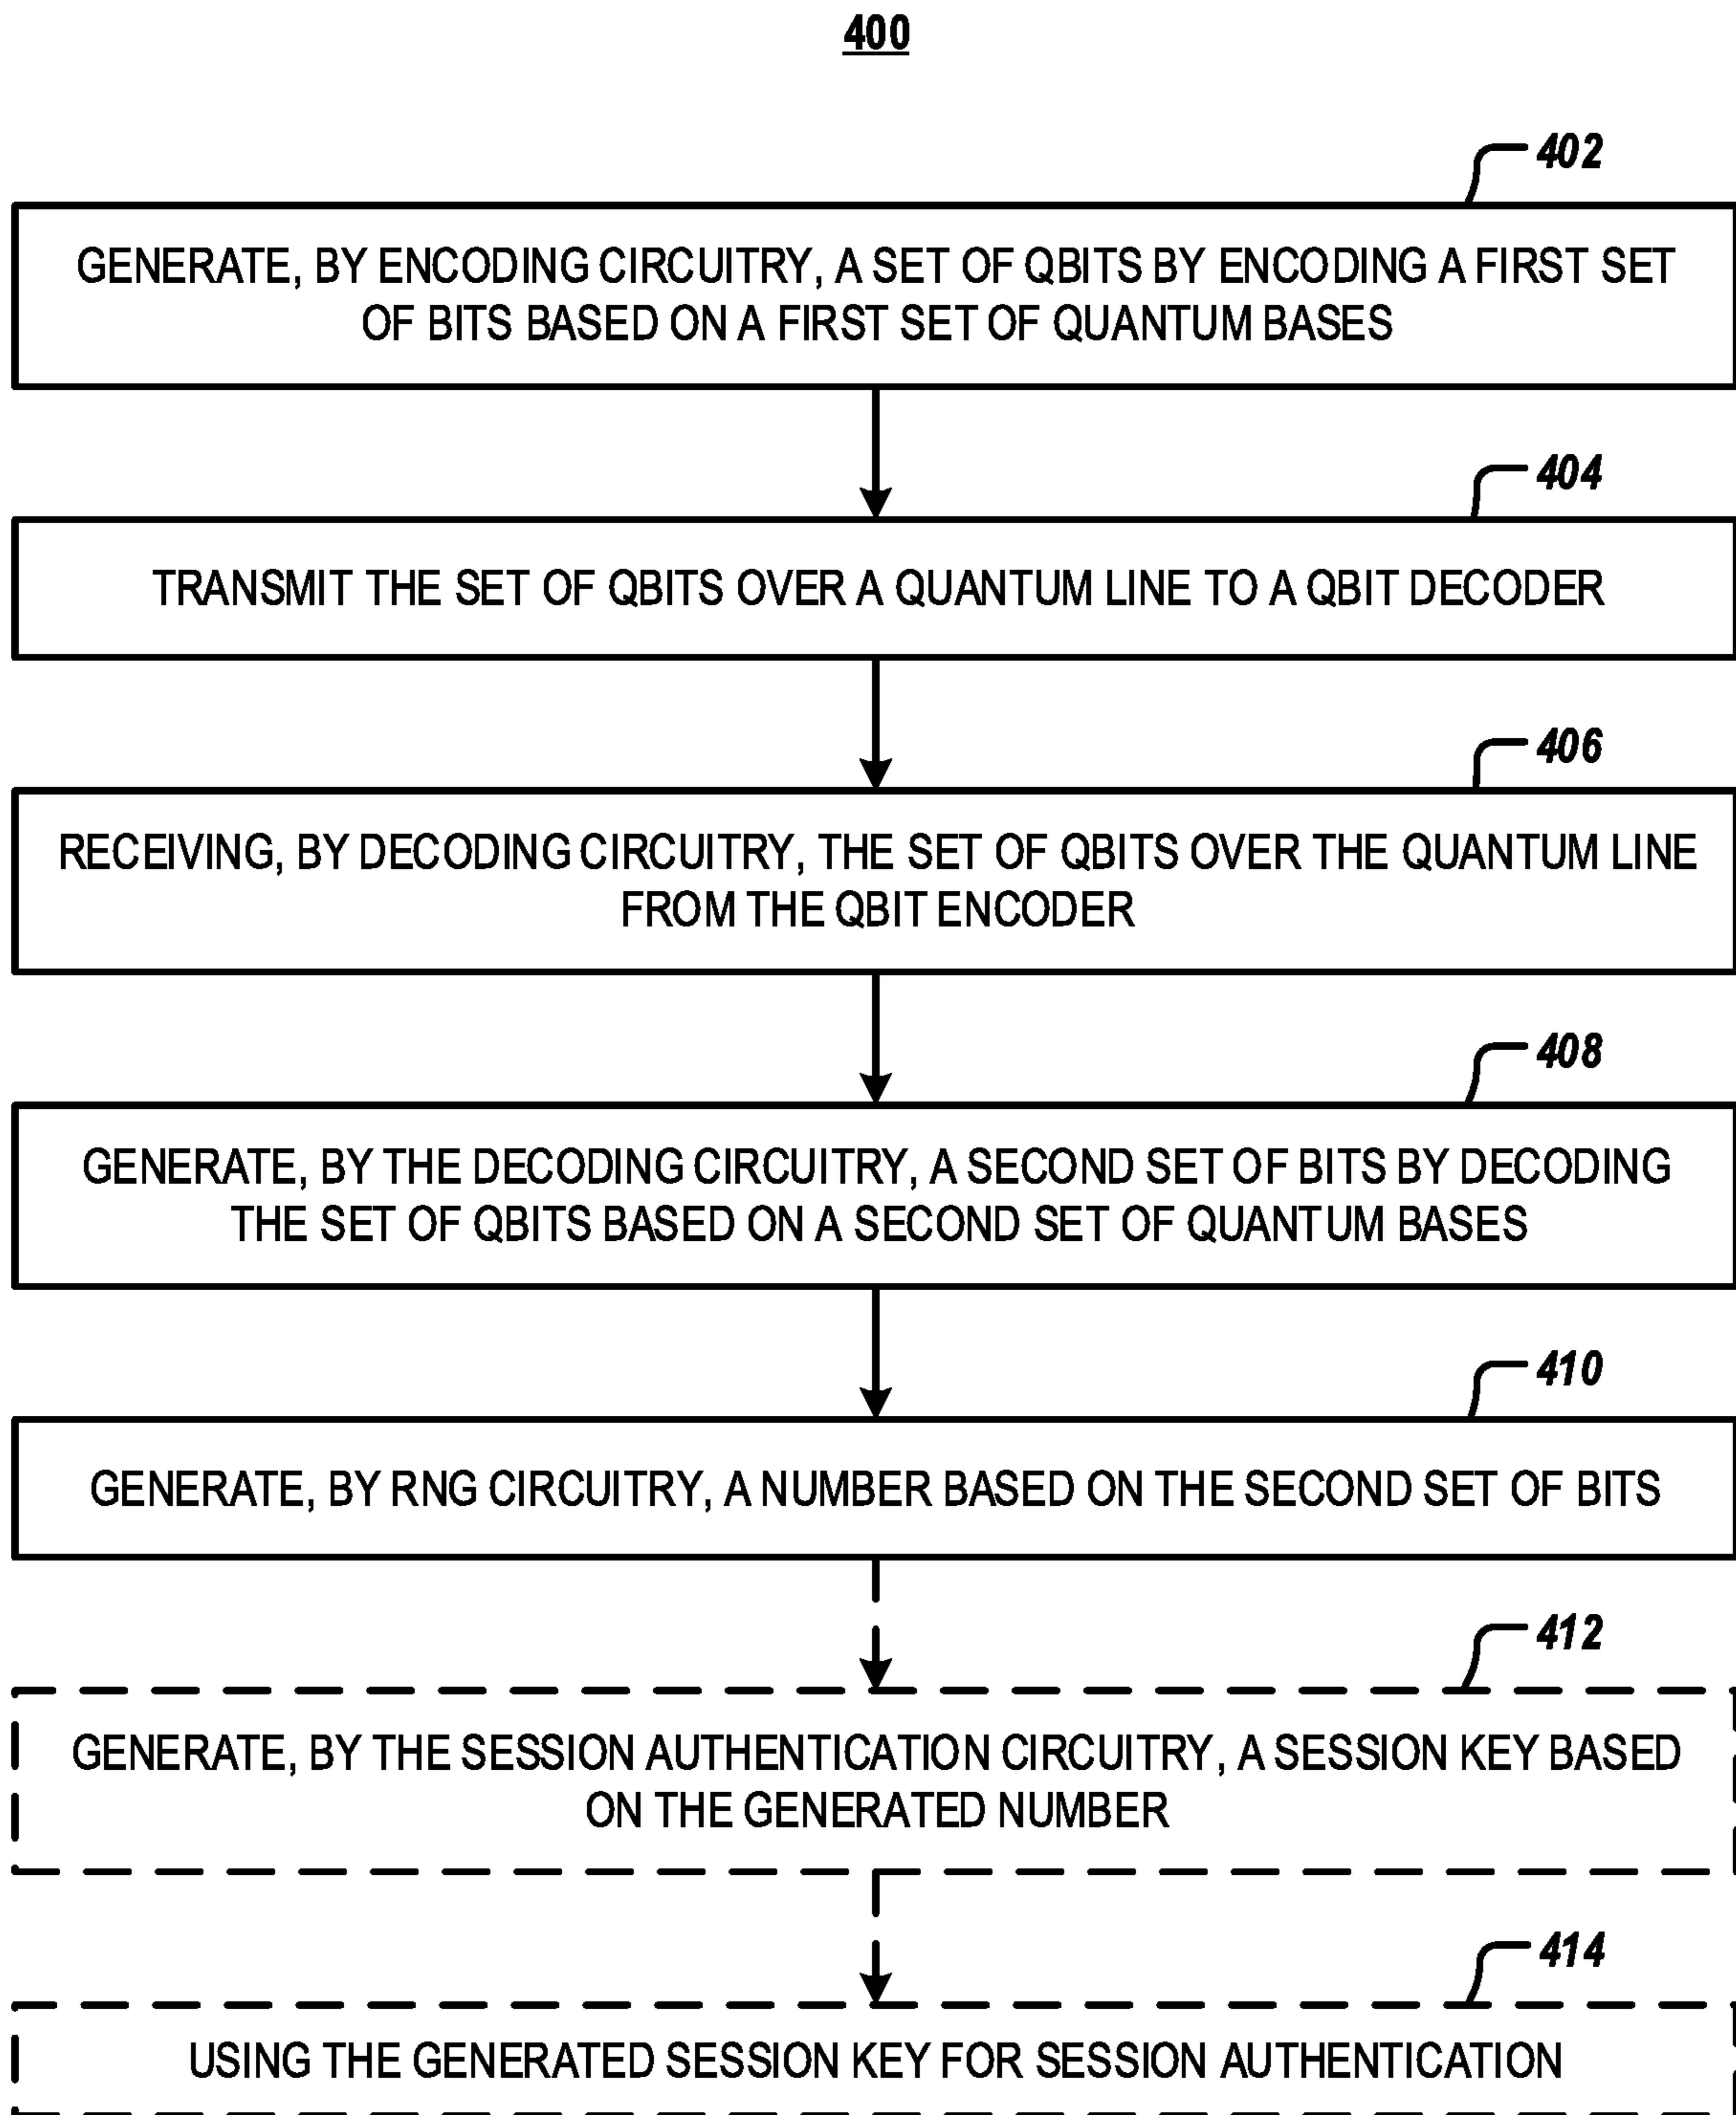 400
402
GENERATE, BY ENCODING CIRCUITRY, A SET OF QBITS BY ENCODING A FIRST SET
OF BITS BASED ON A FIRST SET OF QUANTUM BASES
404
TRANSMIT THE SET OF QBITS OVER A QUANTUM LINE TO A QBIT DECODER
406
RECEIVING, BY DECODING CIRCUITRY, THE SET OF QBITS OVER THE QUANTUM LINE
FROM THE QBIT ENCODER
408
GENERATE, BY THE DECODING CIRCUITRY, A SECOND SET OF BITS BY DECODING
THE SET OF QBITS BASED ON A SECOND SET OF QUANTUM BASES
410
GENERATE, BY RNG CIRCUITRY, A NUMBER BASED ON THE SECOND SET OF BITS
412
GENERATE, BY THE SESSION AUTHENTICATION CIRCUITRY, A SESSION KEY BASED
ON THE GENERATED NUMBER
414
USING THE GENERATED SESSION KEY FOR SESSION AUTHENTICATION